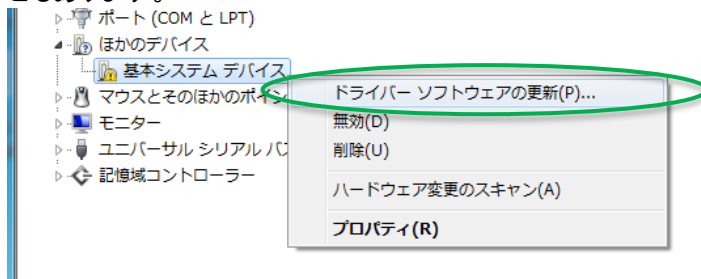 ポート (COM と LPT)
ほかのデバイス
基本システム デバイス
ドライバー ソフトウェアの更新(P)...
マウスとそのほかのポイン
無効(D)
モニター
削除(U)
ユニバーサル シリアル バス
ハードウェア変更のスキャン(A)
記憶域コントローラー
プロパティ(R)